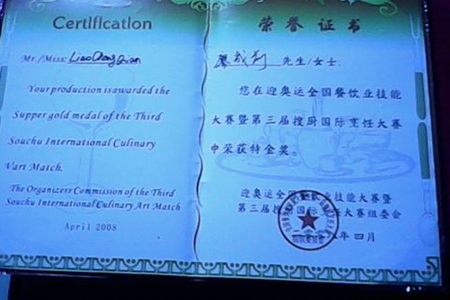 Certification
Mr. / Miss:
Your production is awarded the
Supper gold medal of the Third
Souchu International Culinary
Vart Match.
The Organizers Commission of the Third
Souchu International Culinary Art Match
April 2008
荣誉证书
先生/女士
您在迎奥运全国餐饮业技能
大赛暨第三届搜厨国际烹饪大赛
中荣获特金奖。
迎奥运全国餐饮业技能大赛暨
第三届搜厨国际烹饪大赛组委会
八年四月